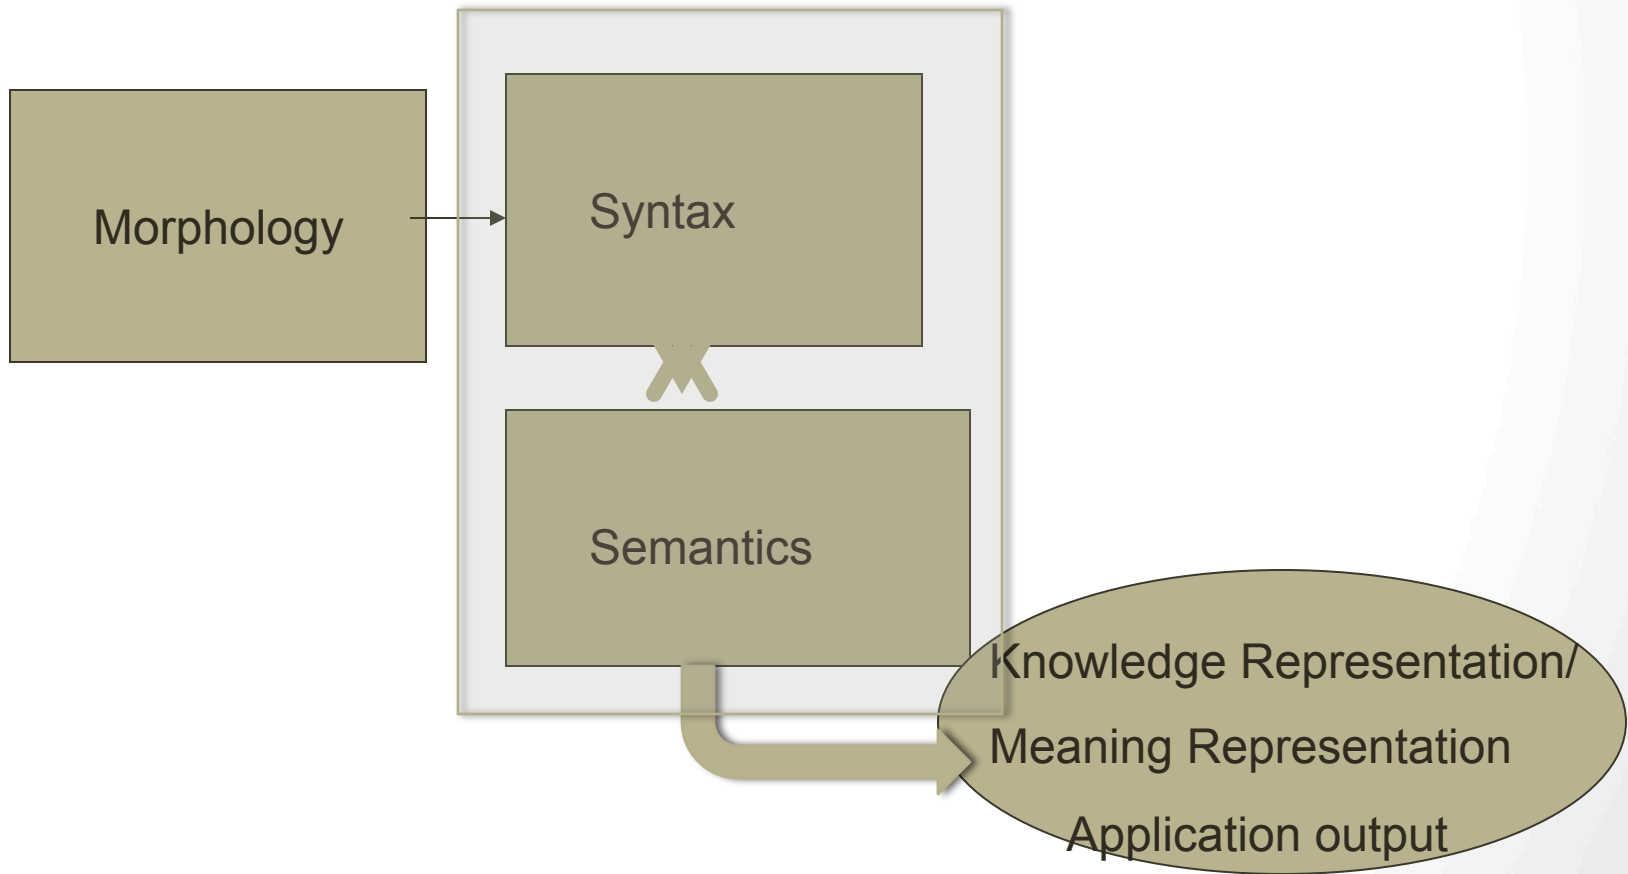 Morphology
Syntax
Semantics
Knowledge Representation/
Meaning Representation
Application output